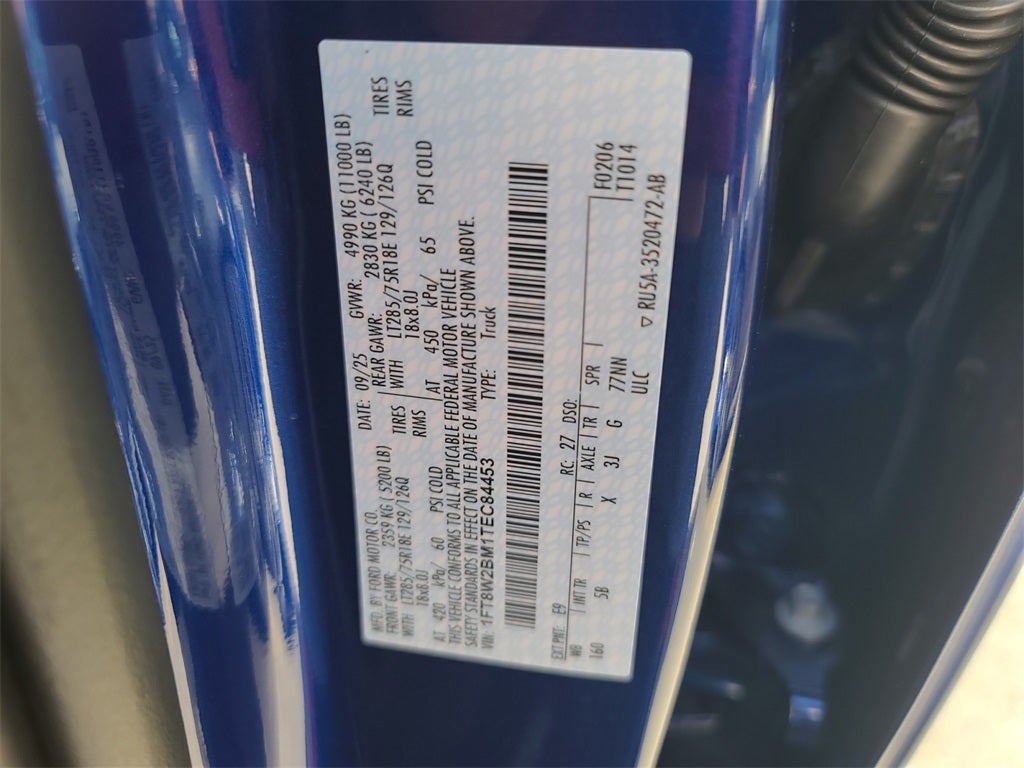 MFD. BY FORD MOTOR CO.
DATE: 09/25 GVWR: 4990 KG (11000 LB)
FRONT GAWR: 2359 KG ( 5200 LB) REAR GAWR: 2830 KG ( 6240 LB)
WITH LT285/75R18E 129/126Q TIRES WITH LT285/75R18E 129/126Q TIRES
18x8.0J RIMS 18x8.0J RIMS
AT 420 kPa/ 60 PSI COLD AT 450 kPa/ 65 PSI COLD
THIS VEHICLE CONFORMS TO ALL APPLICABLE FEDERAL MOTOR VEHICLE
SAFETY STANDARDS IN EFFECT ON THE DATE OF MANUFACTURE SHOWN ABOVE.
VIN: 1FT8W2BM1TEC84453 TYPE: Truck
EXT PNT: E9 RC: 27 DSO: F0206
WB INT TR TP/PS R AXLE TR SPR T1014
160 5B X 3J G 77NN
ULC
▽ RU5A-3520472-AB